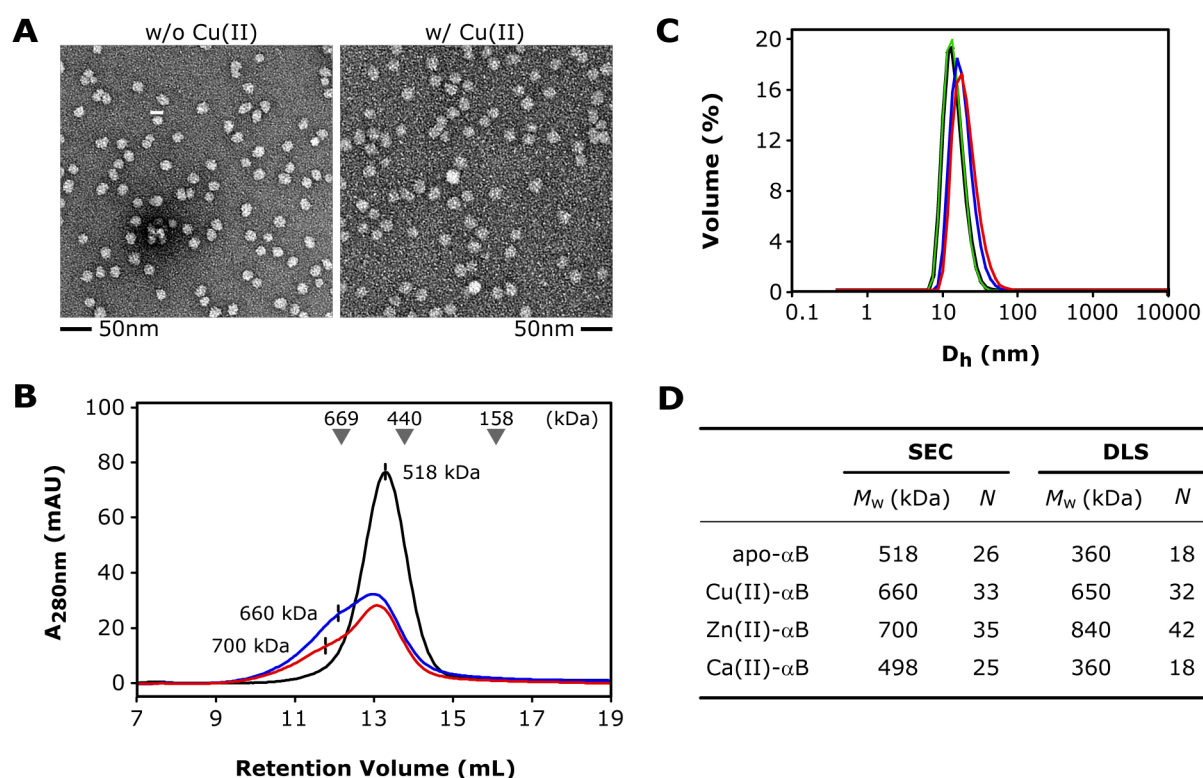 A
w/o Cu(II)
w/ Cu(II)
50nm
50nm
B
100
80
60
40
20
0
A280nm (mAU)
669
440
158
(kDa)
518 kDa
660 kDa
700 kDa
7
9
11
13
15
17
19
Retention Volume (mL)
C
20
16
12
8
4
0
Volume (%)
0.1
1
10
100
1000
10000
Dh (nm)
D
SEC DLS
Mw (kDa) N Mw (kDa) N
apo-αB 518 26 360 18
Cu(II)-αB 660 33 650 32
Zn(II)-αB 700 35 840 42
Ca(II)-αB 498 25 360 18